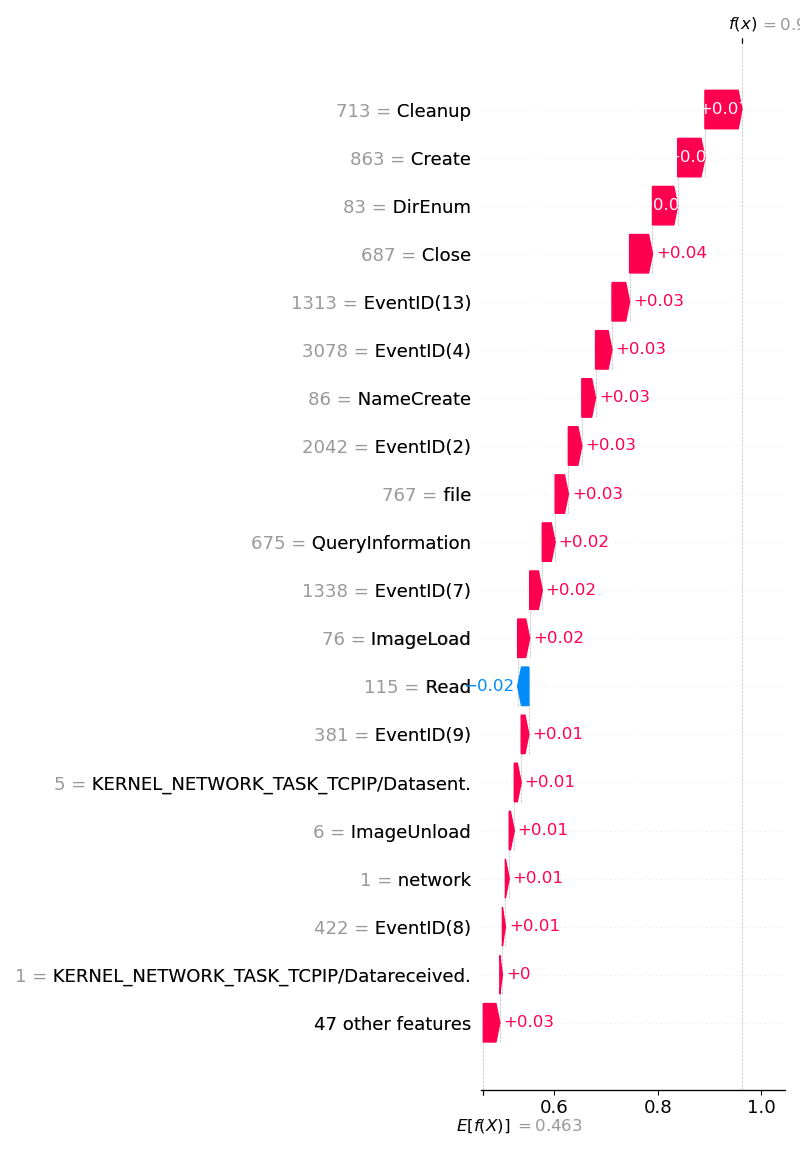 f(x) = 0.9
713 = Cleanup
+0.07
863 = Create
+0.0
83 = DirEnum
0.0
687 = Close
+0.04
1313 = EventID(13)
+0.03
3078 = EventID(4)
+0.03
86 = NameCreate
+0.03
2042 = EventID(2)
+0.03
767 = file
+0.03
675 = QueryInformation
+0.02
1338 = EventID(7)
+0.02
76 = ImageLoad
+0.02
115 = Read
−0.02
381 = EventID(9)
+0.01
5 = KERNEL_NETWORK_TASK_TCPIP/Datasent.
+0.01
6 = ImageUnload
+0.01
1 = network
+0.01
422 = EventID(8)
+0.01
1 = KERNEL_NETWORK_TASK_TCPIP/Datareceived.
+0
47 other features
+0.03
0.6 0.8 1.0
E[f(X)] = 0.463